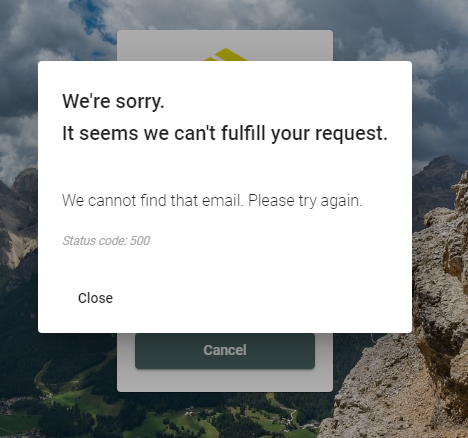 We're sorry.
It seems we can't fulfill your request.
We cannot find that email. Please try again.
Status code: 500
Close
Cancel